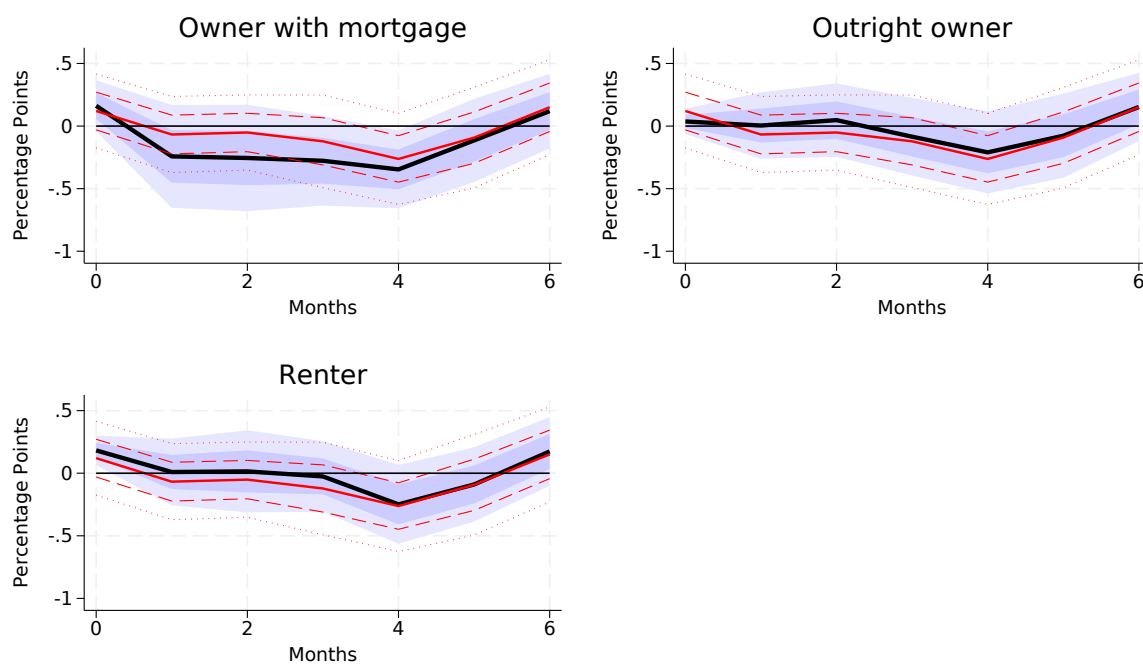 Owner with mortgage
Percentage Points
.5
0
-.5
-1
0 2 4 6
Months
Outright owner
Percentage Points
.5
0
-.5
-1
0 2 4 6
Months
Renter
Percentage Points
.5
0
-.5
-1
0 2 4 6
Months